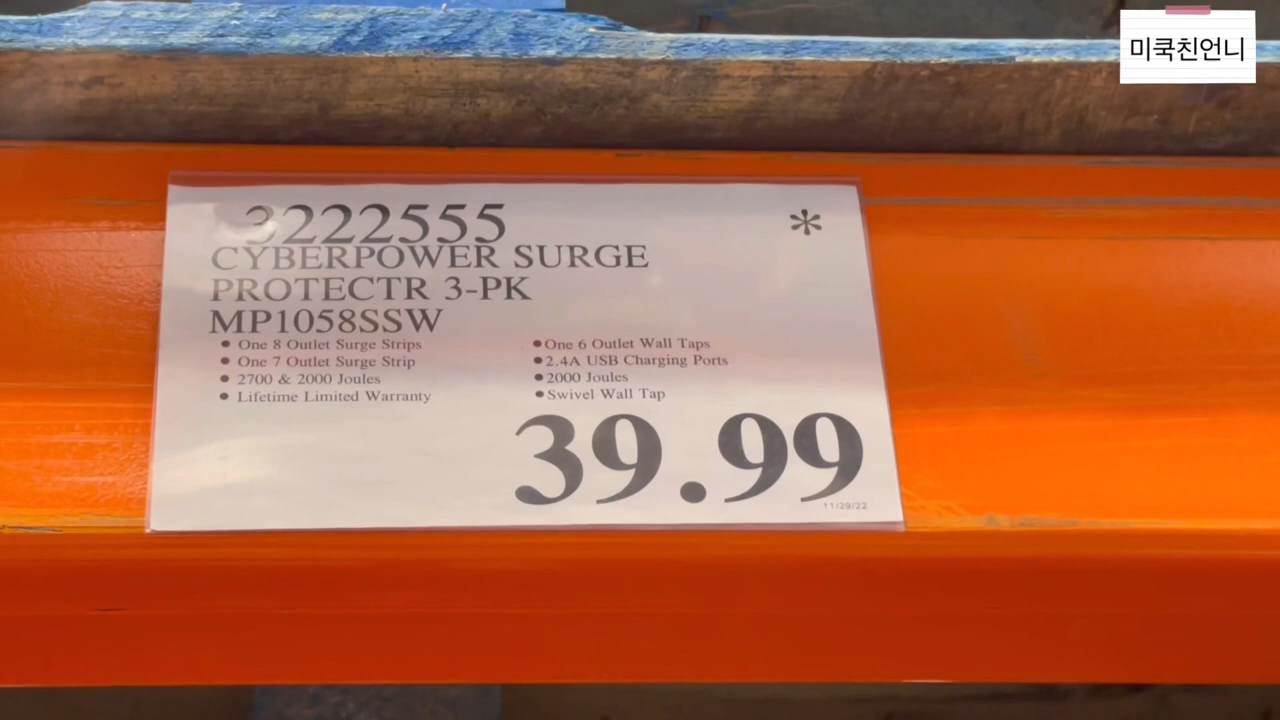 미쿡친언니
3222555
*
CYBERPOWER SURGE
PROTECTR 3-PK
MP1058SSW
● One 8 Outlet Surge Strips
● One 7 Outlet Surge Strip
● 2700 & 2000 Joules
● Lifetime Limited Warranty
● One 6 Outlet Wall Taps
● 2.4A USB Charging Ports
● 2000 Joules
● Swivel Wall Tap
39.99
11/29/22